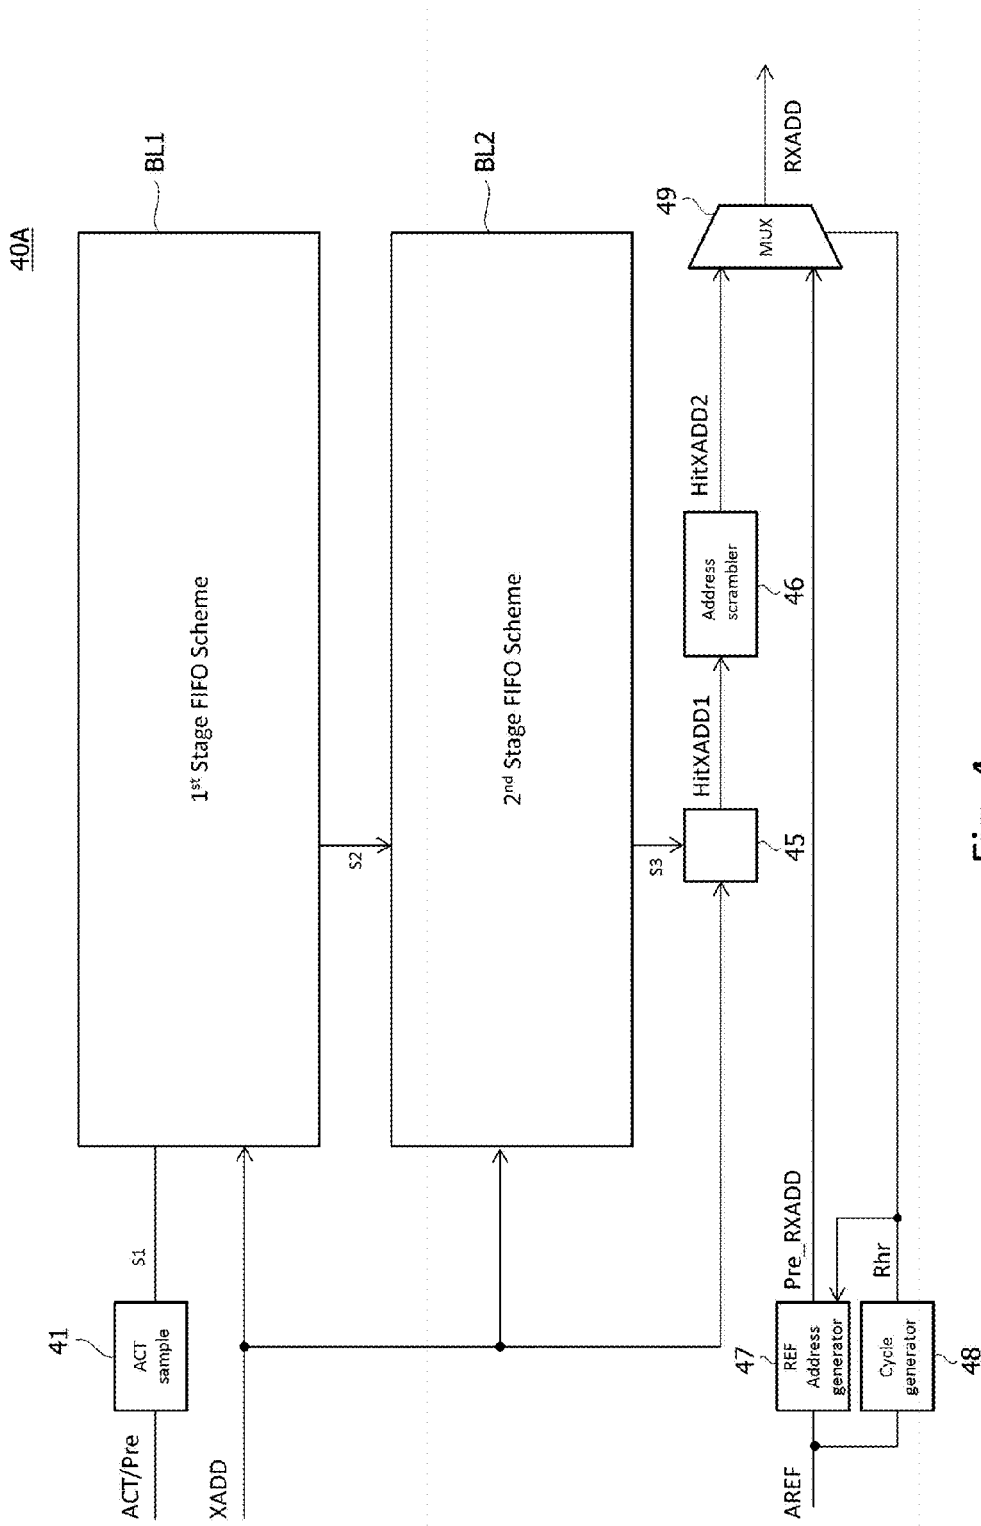 40A
BL1
1st Stage FIFO Scheme
41
ACT
sample
S1
ACT/Pre
XADD
S2
BL2
2nd Stage FIFO Scheme
S3
45
HitXADD1
Address
scrambler
46
HitXADD2
49
MUX
RXADD
AREF
47
REF
Address
generator
Pre_RXADD
Cycle
generator
48
Rhr